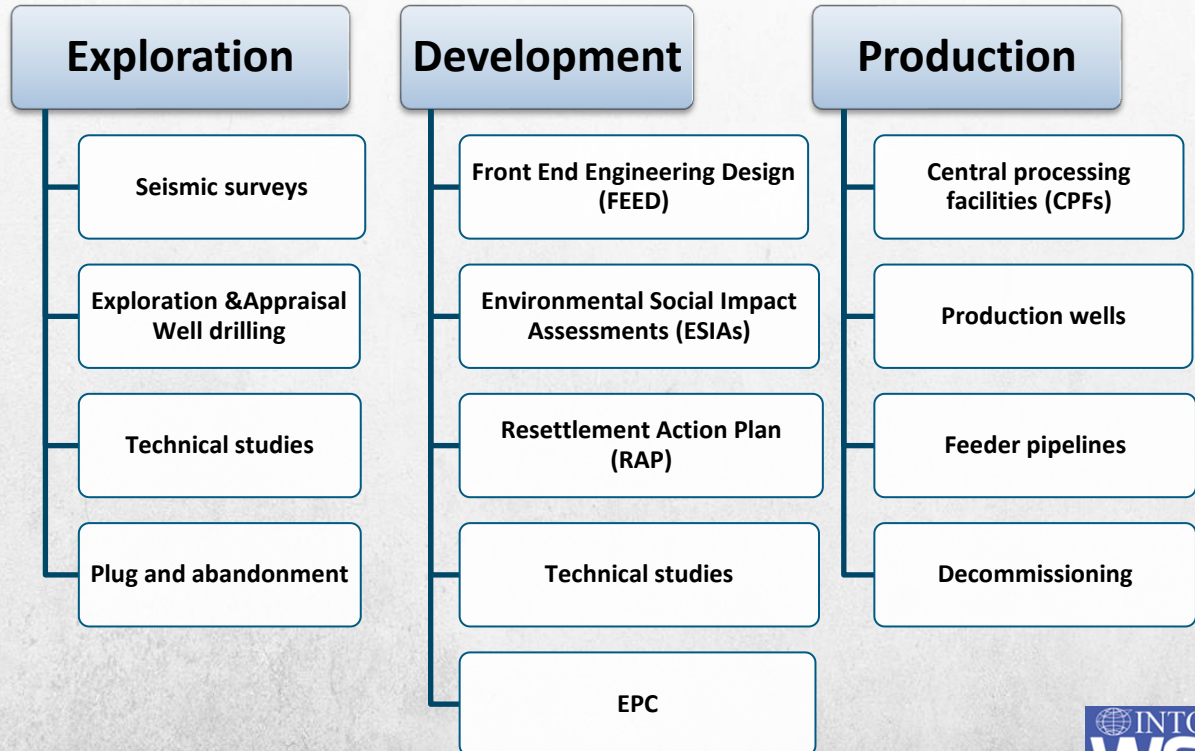 Exploration
Seismic surveys
Exploration &Appraisal
Well drilling
Technical studies
Plug and abandonment
Development
Front End Engineering Design
(FEED)
Environmental Social Impact
Assessments (ESIAs)
Resettlement Action Plan
(RAP)
Technical studies
EPC
Production
Central processing
facilities (CPFs)
Production wells
Feeder pipelines
Decommissioning